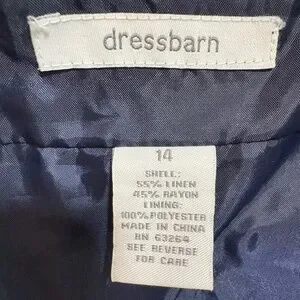 dressbarn
14
SHELL:
55% LINEN
45% RAYON
LINING:
100% POLYESTER
MADE IN CHINA
RN 63264
SEE REVERSE
FOR CARE